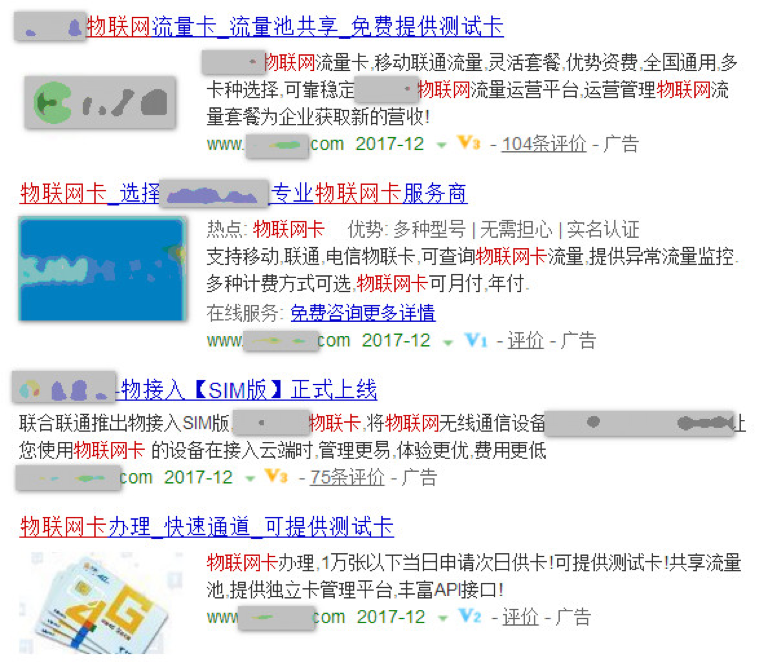 物联网流量卡_流量池共享_免费提供测试卡
物联网流量卡,移动联通流量,灵活套餐,优势资费,全国通用,多
卡种选择,可靠稳定 物联网流量运营平台,运营管理物联网流
量套餐为企业获取新的营收!
www. com 2017-12 V3 - 104条评价 - 广告
物联网卡_选择 专业物联网卡服务商
热点: 物联网卡 优势: 多种型号 | 无需担心 | 实名认证
支持移动,联通,电信物联卡,可查询物联网卡流量,提供异常流量监控.
多种计费方式可选,物联网卡可月付,年付.
在线服务: 免费咨询更多详情
www. com 2017-12 V1 - 评价 - 广告
-物接入【SIM版】正式上线
联合联通推出物接入SIM版, 物联卡,将物联网无线通信设备 让
您使用物联网卡 的设备在接入云端时,管理更易,体验更优,费用更低
com 2017-12 V3 - 75条评价 - 广告
物联网卡办理_快速通道_可提供测试卡
物联网卡办理,1万张以下当日申请次日供卡!可提供测试卡!共享流量
池,提供独立卡管理平台,丰富API接口!
4G
www. com 2017-12 V2 - 评价 - 广告